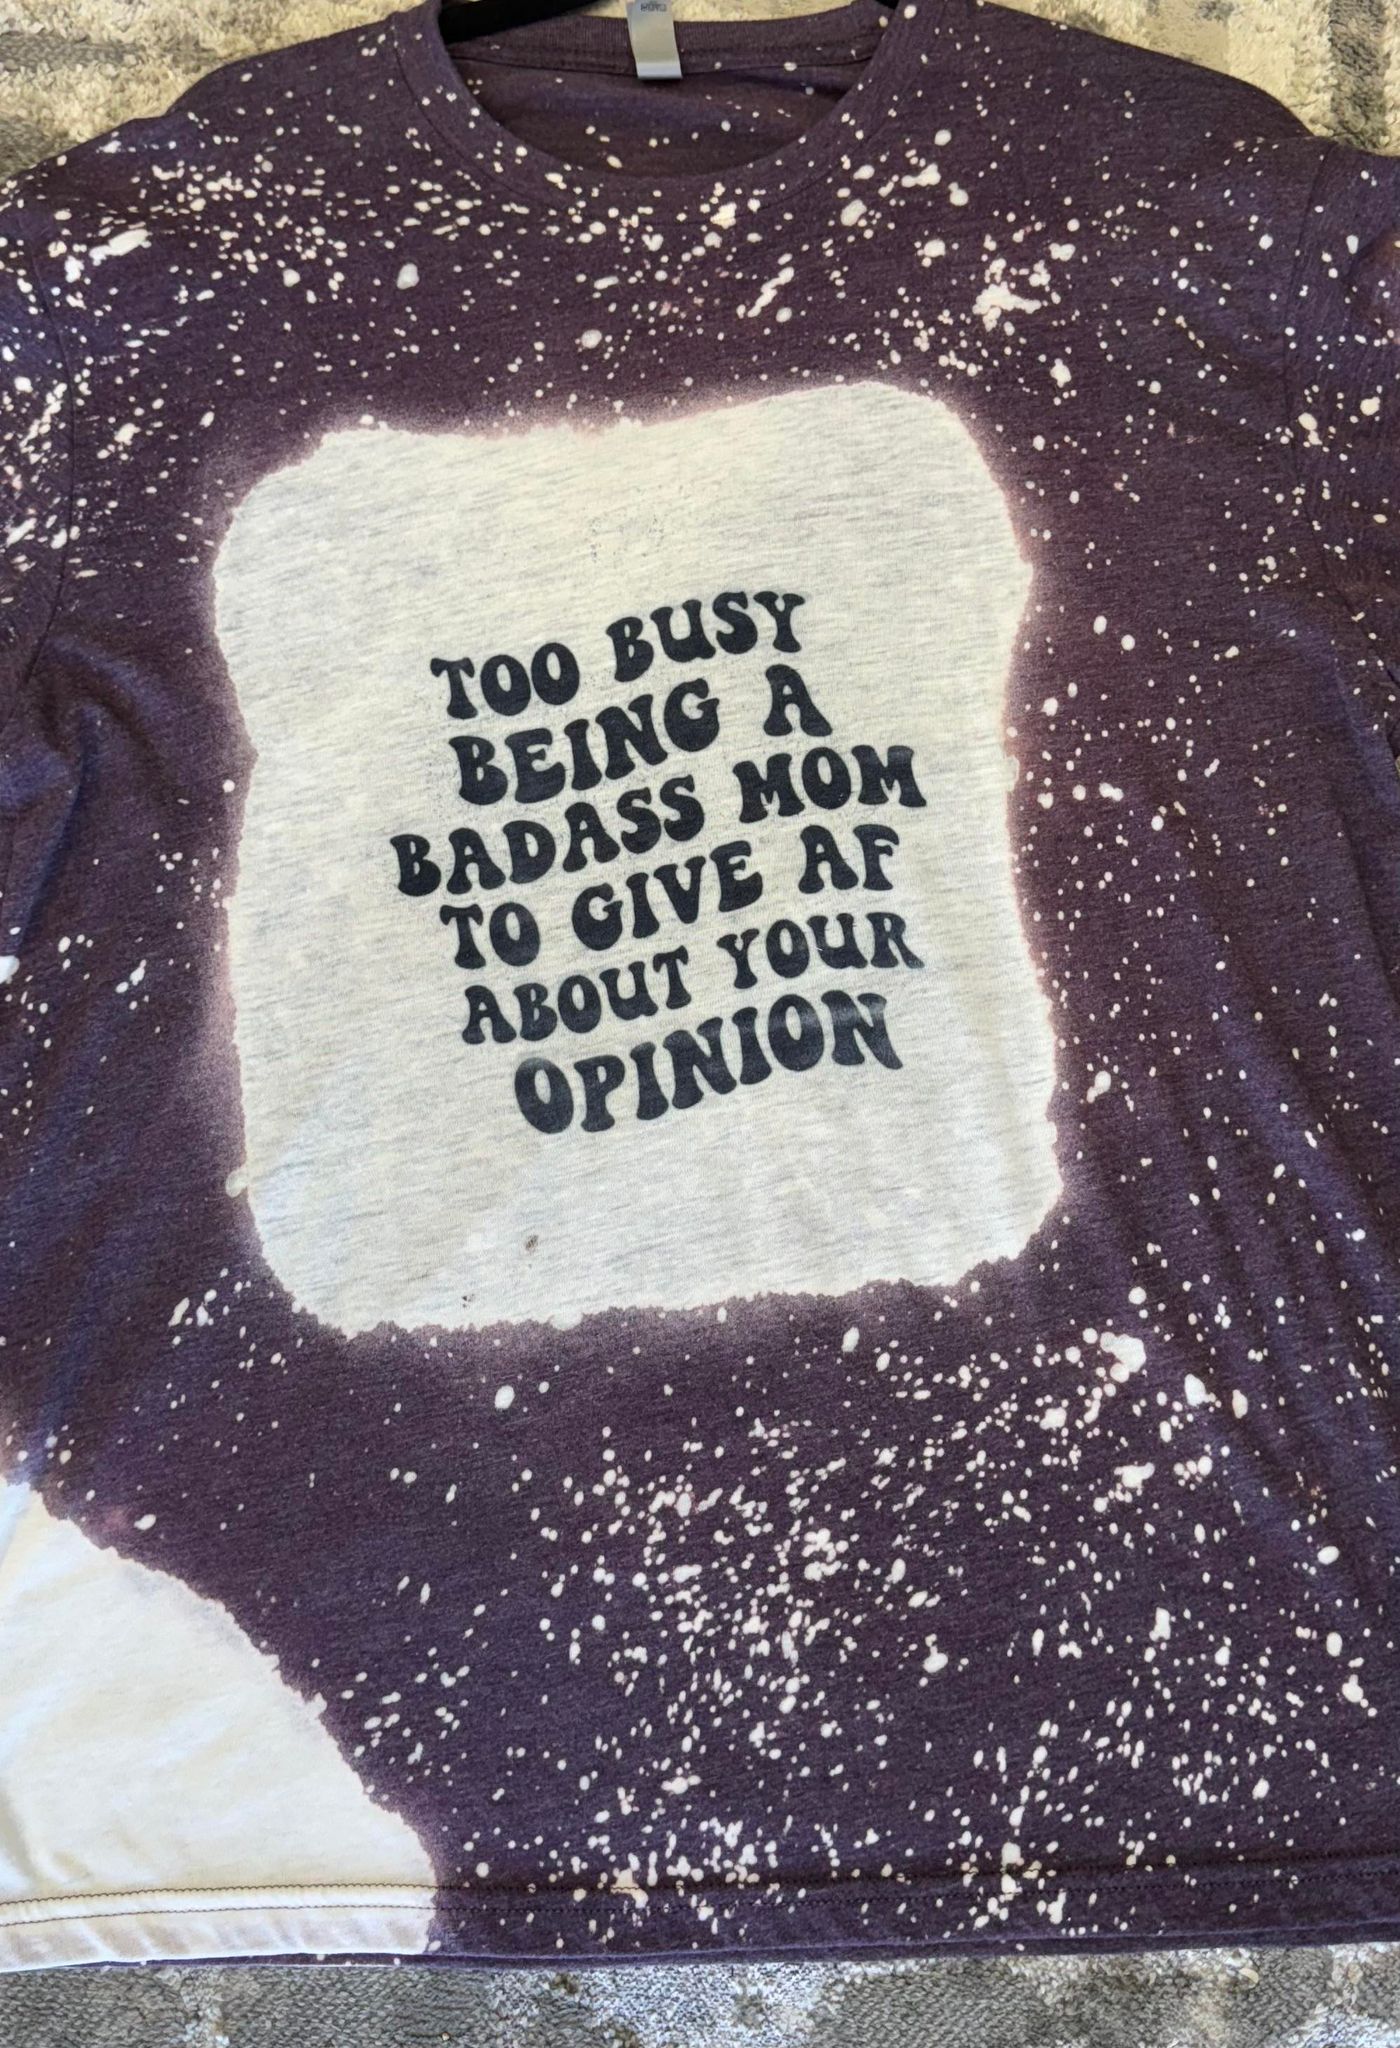 TOO BUSY
BEING A
BADASS MOM
TO GIVE AF
ABOUT YOUR
OPINION